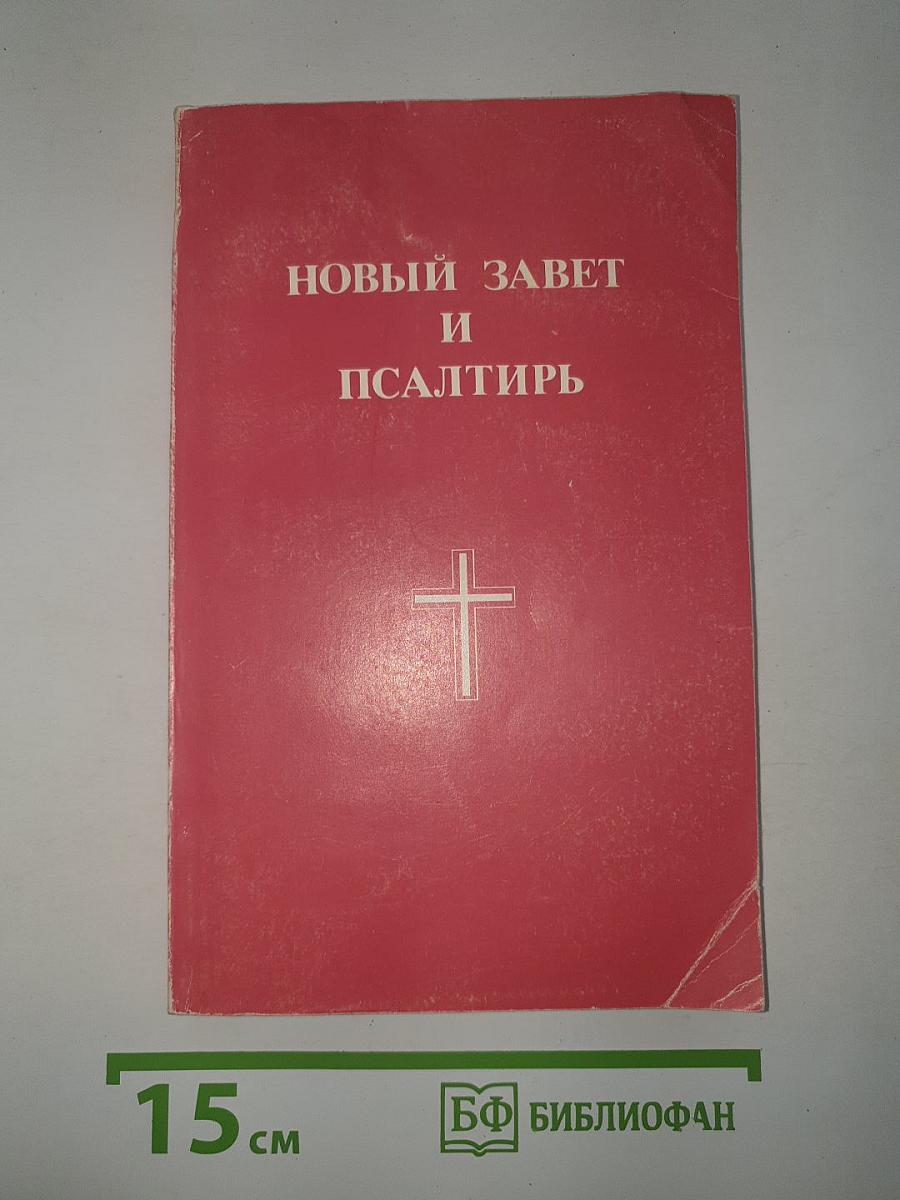 НОВЫЙ ЗАВЕТ
И
ПСАЛТИРЬ
15 см
БФ БИБЛИОФАН